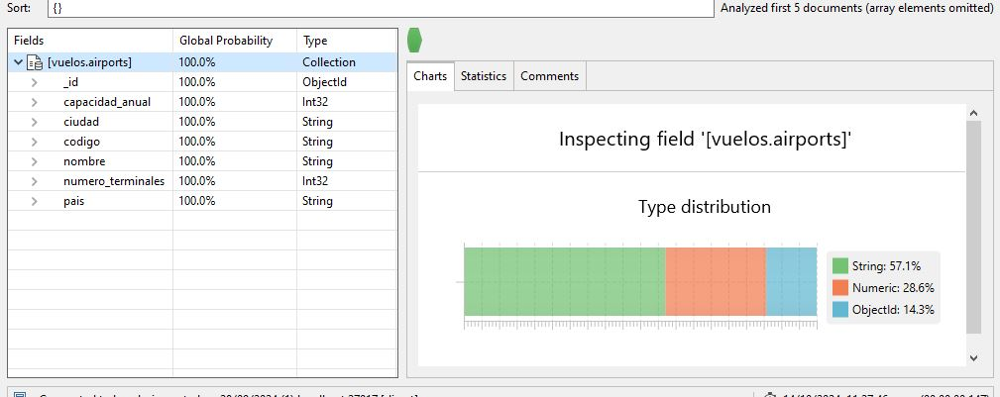 Sort: {} Analyzed first 5 documents (array elements omitted)
Fields Global Probability Type
[vuelos.airports] 100.0% Collection
_id 100.0% ObjectId
capacidad_anual 100.0% Int32
ciudad 100.0% String
codigo 100.0% String
nombre 100.0% String
numero_terminales 100.0% Int32
pais 100.0% String
Charts Statistics Comments
Inspecting field '[vuelos.airports]'
Type distribution
String: 57.1%
Numeric: 28.6%
ObjectId: 14.3%